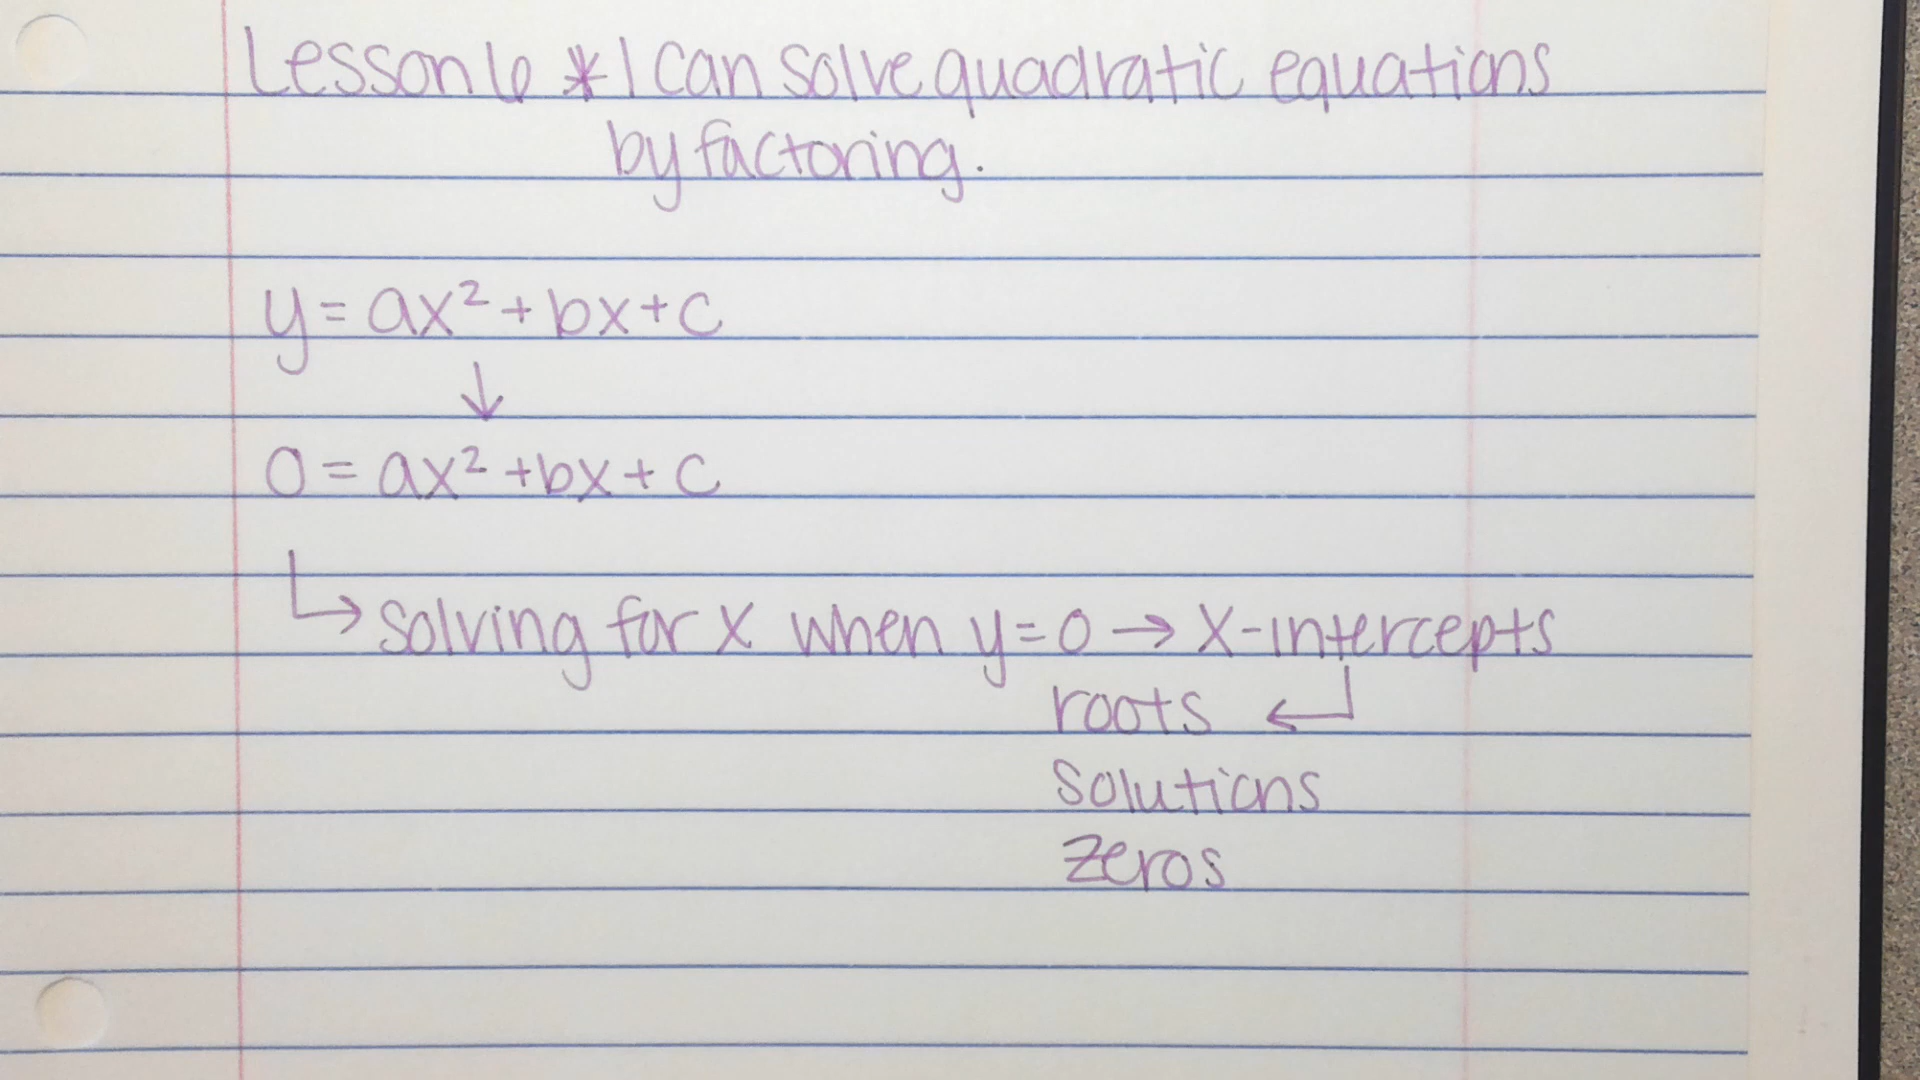 Lesson 6 * I can solve quadratic equations
by factoring.
y = ax² + bx + c
↓
0 = ax² + bx + c
↳ solving for x when y = 0 → x-intercepts
roots ↵
solutions
zeros